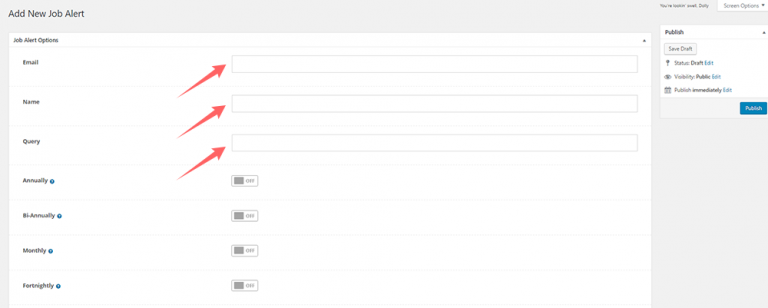 You're lookin' swell, Dolly
Screen Options
Add New Job Alert
Job Alert Options
Email
Name
Query
Annually
OFF
Bi-Annually
OFF
Monthly
OFF
Fortnightly
OFF
Publish
Save Draft
Status: Draft Edit
Visibility: Public Edit
Publish immediately Edit
Publish